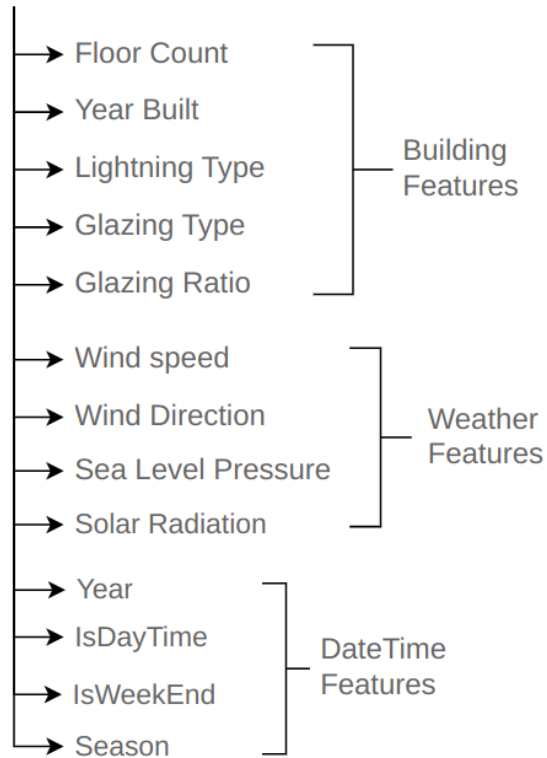 Floor Count
Year Built
Lightning Type
Glazing Type
Glazing Ratio
Building
Features
Wind speed
Wind Direction
Sea Level Pressure
Solar Radiation
Weather
Features
Year
IsDayTime
IsWeekEnd
Season
DateTime
Features